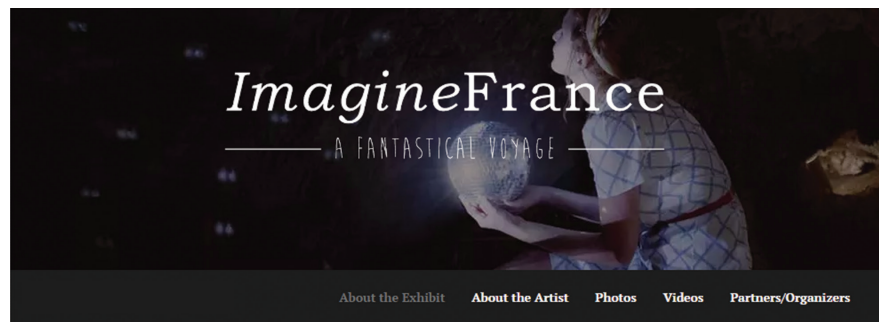 ImagineFrance
A FANTASTICAL VOYAGE
About the Exhibit About the Artist Photos Videos Partners/Organizers